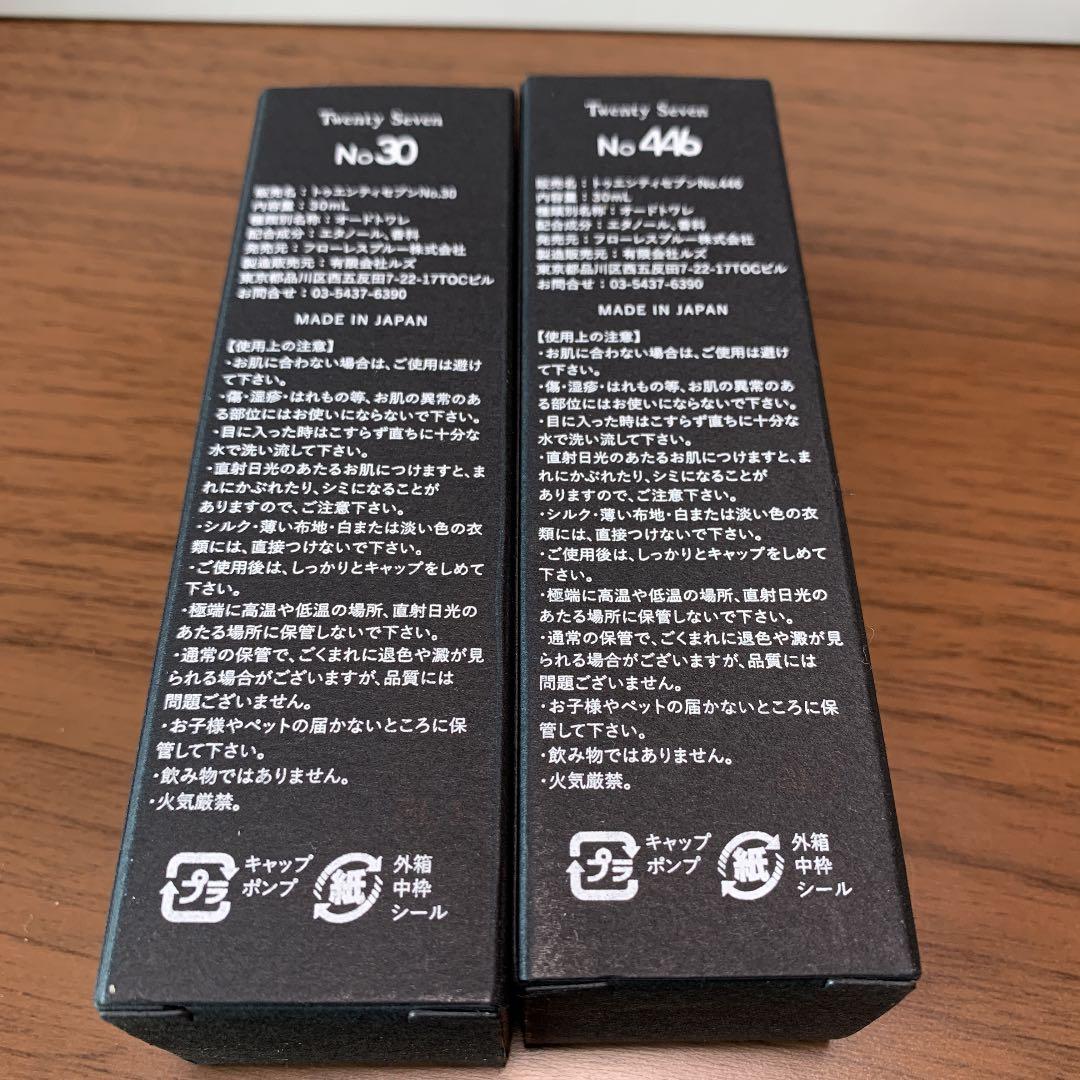 Twenty Seven
No30
販売名：トゥエンティセブンNo.30
内容量：30mL
種類別名称：オードトワレ
配合成分：エタノール、香料
発売元：フローレスブルー株式会社
製造販売元：有限会社ルズ
東京都品川区西五反田7-22-17TOCビル
お問合せ：03-5437-6390
MADE IN JAPAN
【使用上の注意】
・お肌に合わない場合は、ご使用は避け
て下さい。
・傷・湿疹・はれもの等、お肌の異常のあ
る部位にはお使いにならないで下さい。
・目に入った時はこすらず直ちに十分な
水で洗い流して下さい。
・直射日光のあたるお肌につけますと、ま
れにかぶれたり、シミになることが
ありますので、ご注意下さい。
・シルク・薄い布地・白または淡い色の衣
類には、直接つけないで下さい。
・ご使用後は、しっかりとキャップをしめて
下さい。
・極端に高温や低温の場所、直射日光の
あたる場所に保管しないで下さい。
・通常の保管で、ごくまれに退色や澱が見
られる場合がございますが、品質には
問題ございません。
・お子様やペットの届かないところに保
管して下さい。
・飲み物ではありません。
・火気厳禁。
プラ
キャップ
ポンプ
紙
外箱
中枠
シール
Twenty Seven
No446
販売名：トゥエンティセブンNo.446
内容量：30mL
種類別名称：オードトワレ
配合成分：エタノール、香料
発売元：フローレスブルー株式会社
製造販売元：有限会社ルズ
東京都品川区西五反田7-22-17TOCビル
お問合せ：03-5437-6390
MADE IN JAPAN
【使用上の注意】
・お肌に合わない場合は、ご使用は避け
て下さい。
・傷・湿疹・はれもの等、お肌の異常のあ
る部位にはお使いにならないで下さい。
・目に入った時はこすらず直ちに十分な
水で洗い流して下さい。
・直射日光のあたるお肌につけますと、ま
れにかぶれたり、シミになることが
ありますので、ご注意下さい。
・シルク・薄い布地・白または淡い色の衣
類には、直接つけないで下さい。
・ご使用後は、しっかりとキャップをしめて
下さい。
・極端に高温や低温の場所、直射日光の
あたる場所に保管しないで下さい。
・通常の保管で、ごくまれに退色や澱が見
られる場合がございますが、品質には
問題ございません。
・お子様やペットの届かないところに保
管して下さい。
・飲み物ではありません。
・火気厳禁。
プラ
キャップ
ポンプ
紙
外箱
中枠
シール